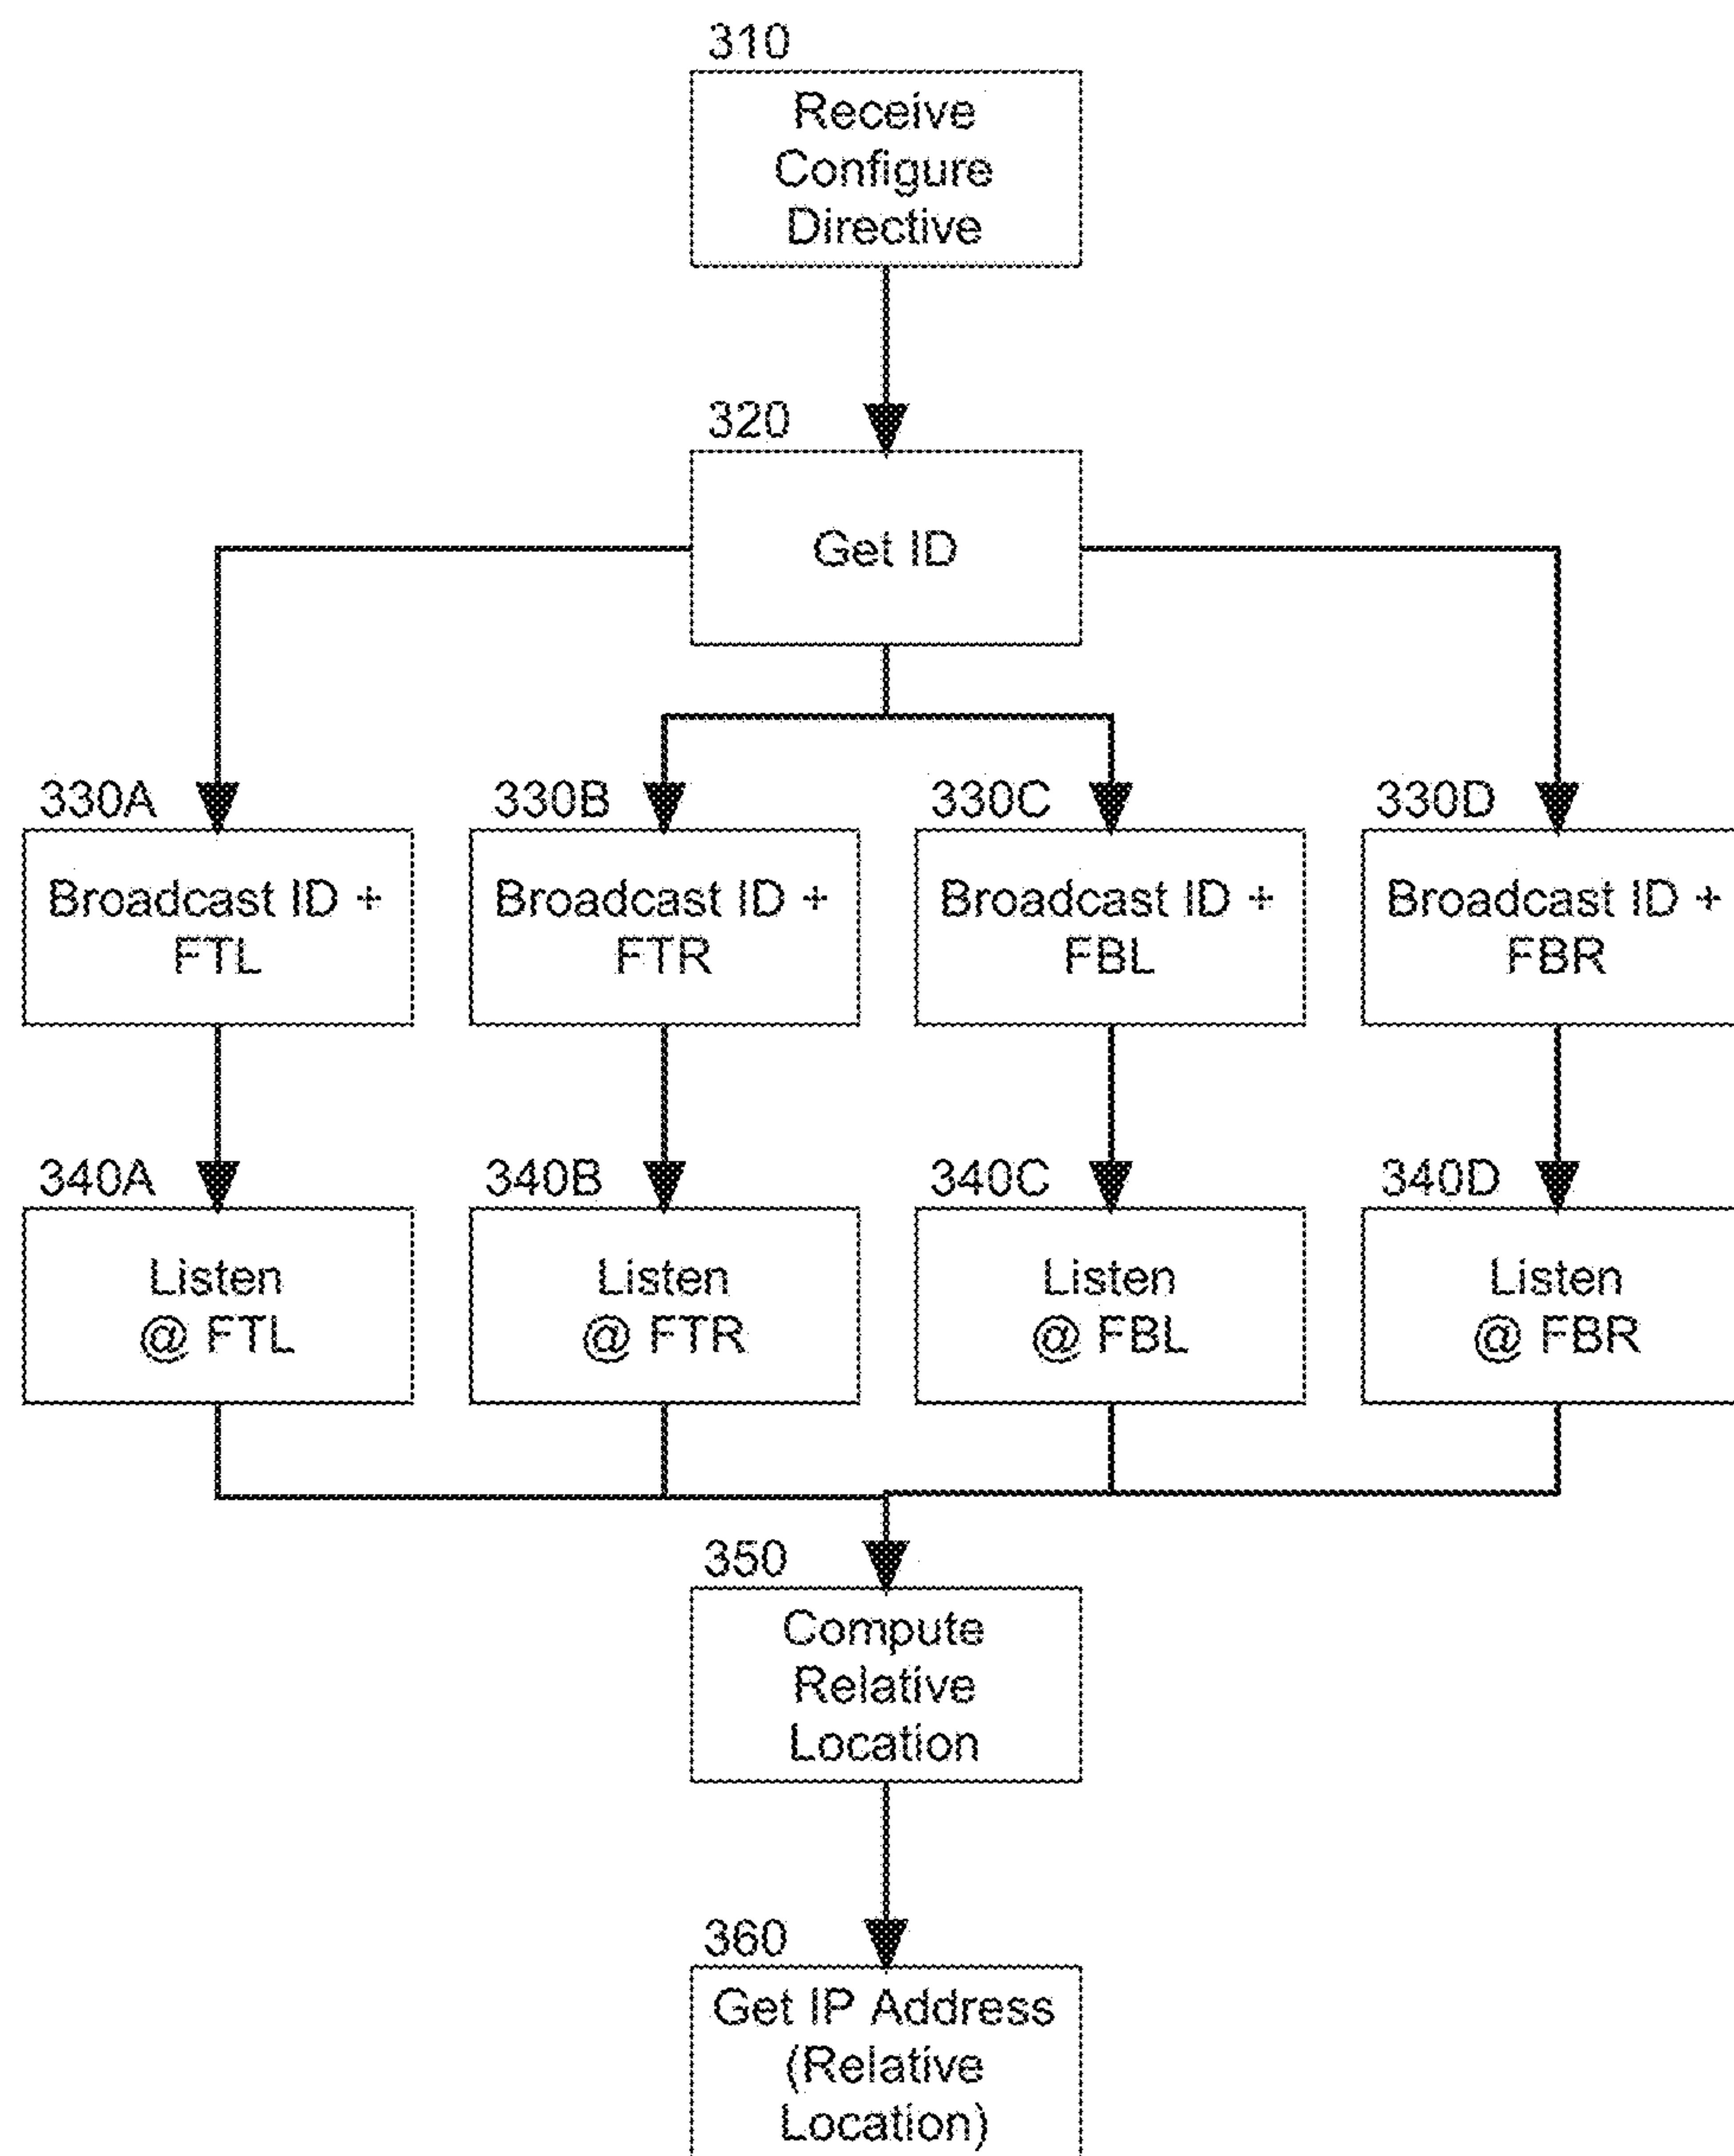 310
Receive
Configure
Directive
320
Get ID
330A
Broadcast ID +
FTL
330B
Broadcast ID +
FTR
330C
Broadcast ID +
FBL
330D
Broadcast ID +
FBR
340A
Listen
@ FTL
340B
Listen
@ FTR
340C
Listen
@ FBL
340D
Listen
@ FBR
350
Compute
Relative
Location
360
Get IP Address
(Relative
Location)